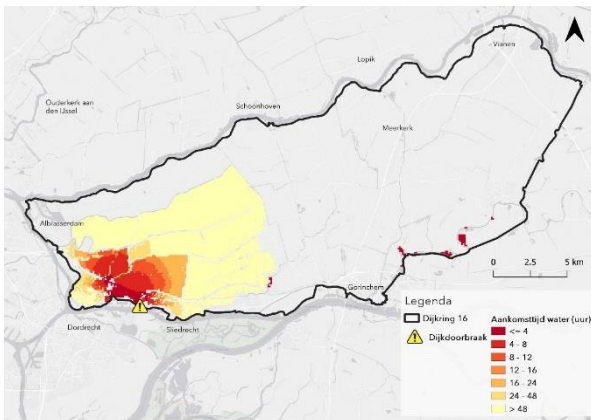 Vianen
Lopik
Ouderkerk aan
den IJssel
Schoonhoven
Meerkerk
Alblasserdam
0
2.5
5 km
Gorinchem
Dordrecht
Sliedrecht
Legenda
Dijkring 16
Dijkdoorbraak
Aankomsttijd water (uur)
<= 4
4 - 8
8 - 12
12 - 16
16 - 24
24 - 48
> 48